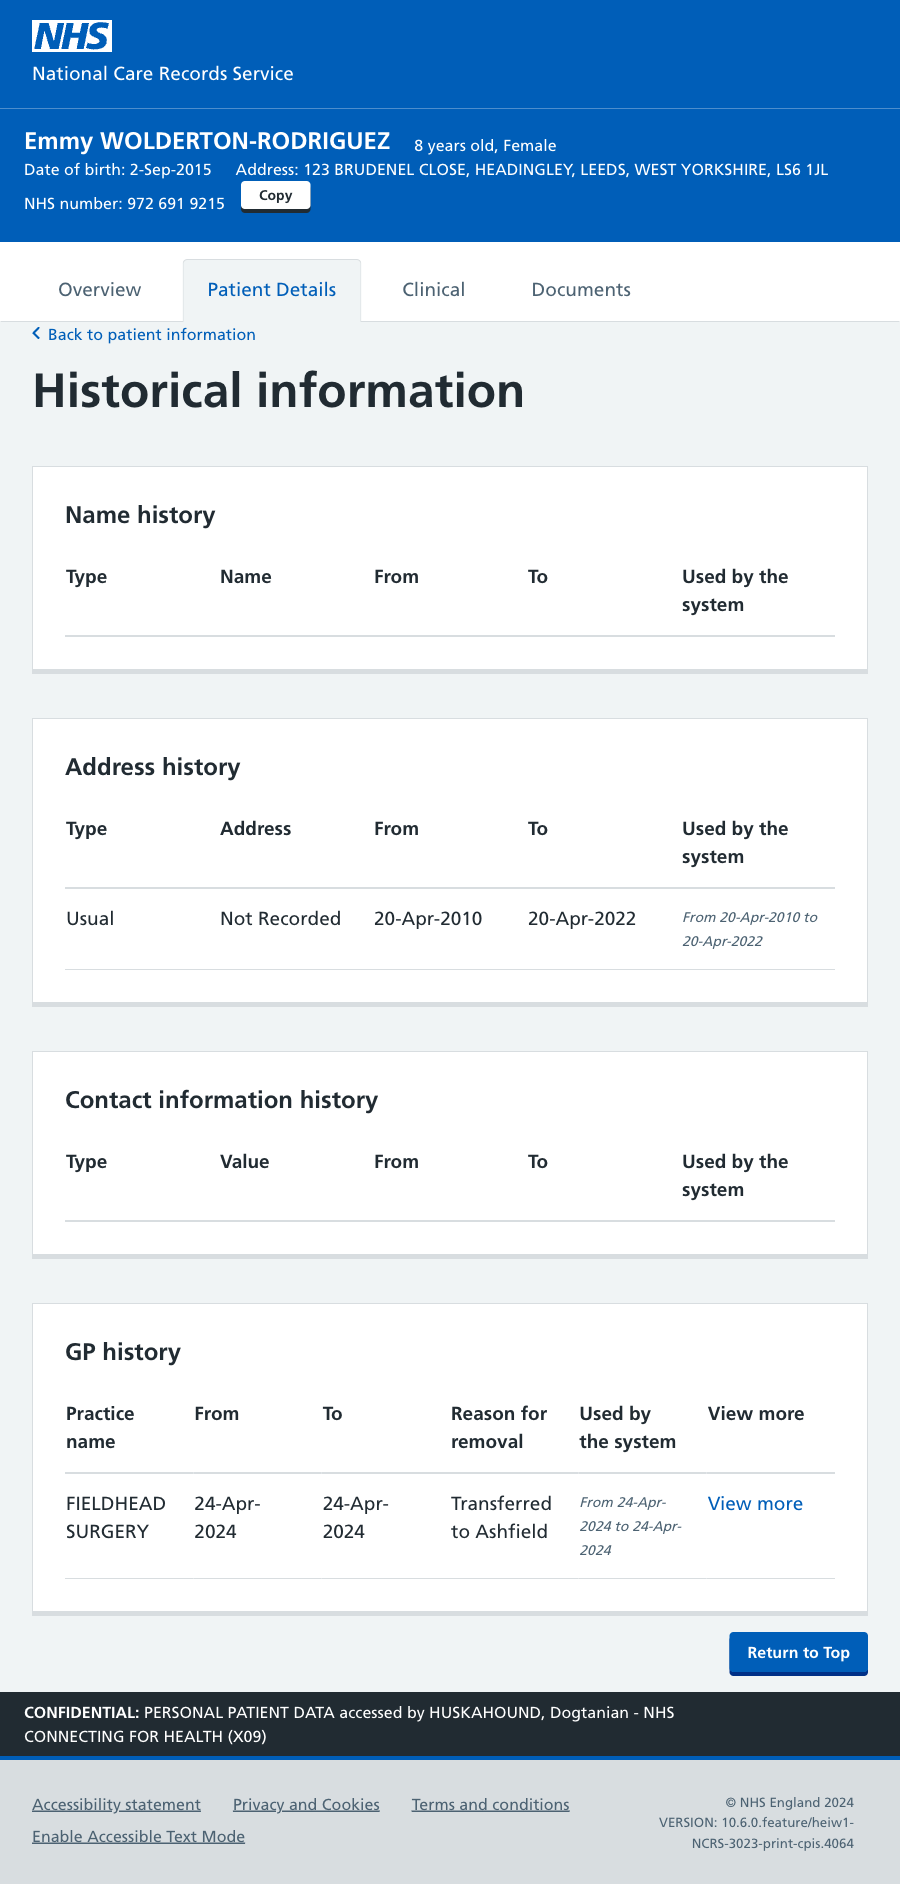 NHS
National Care Records Service
Emmy WOLDERTON-RODRIGUEZ 8 years old, Female
Date of birth: 2-Sep-2015 Address: 123 BRUDENEL CLOSE, HEADINGLEY, LEEDS, WEST YORKSHIRE, LS6 1JL
NHS number: 972 691 9215 Copy
Overview Patient Details Clinical Documents
Back to patient information
Historical information
Name history
Type Name From To Used by the
system
Address history
Type Address From To Used by the
system
Usual Not Recorded 20-Apr-2010 20-Apr-2022 From 20-Apr-2010 to
20-Apr-2022
Contact information history
Type Value From To Used by the
system
GP history
Practice From To Reason for Used by View more
name removal the system
FIELDHEAD 24-Apr- 24-Apr- Transferred From 24-Apr- View more
SURGERY 2024 2024 to Ashfield 2024 to 24-Apr-
2024
Return to Top
CONFIDENTIAL: PERSONAL PATIENT DATA accessed by HUSKAHOUND, Dogtanian - NHS
CONNECTING FOR HEALTH (X09)
Accessibility statement Privacy and Cookies Terms and conditions
Enable Accessible Text Mode
© NHS England 2024
VERSION: 10.6.0.feature/heiw1-
NCRS-3023-print-cpis.4064